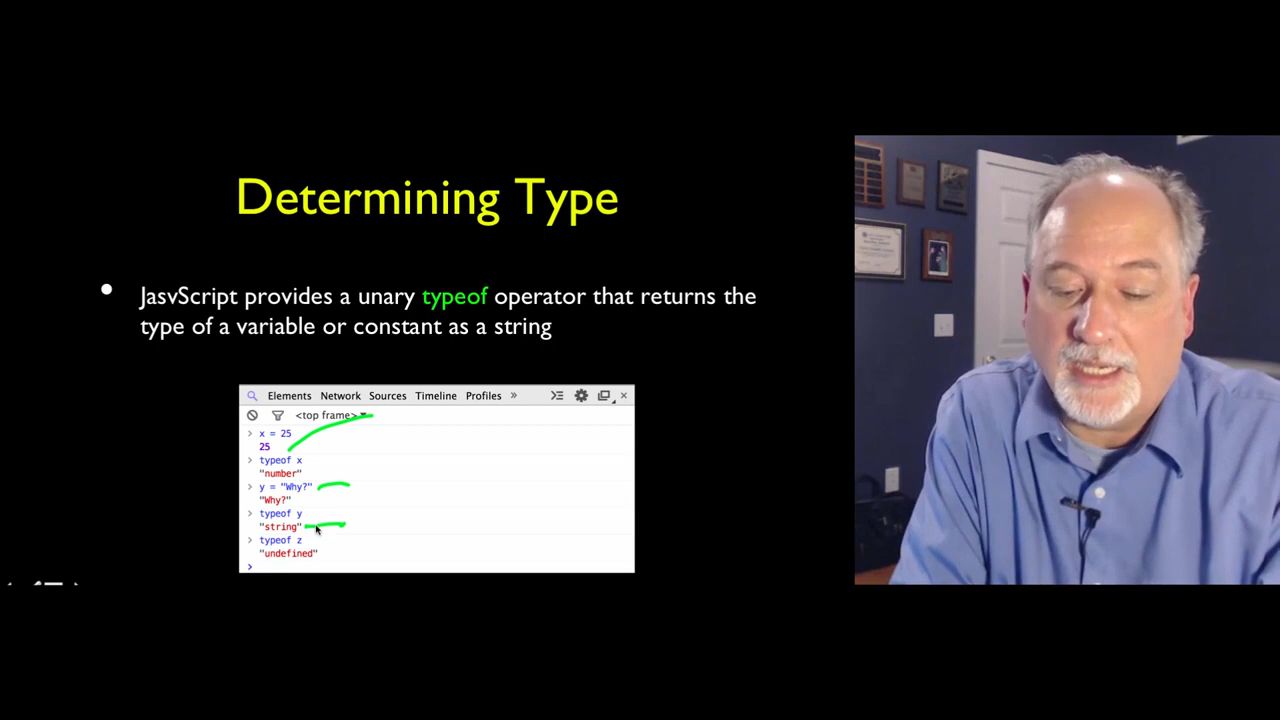 Determining Type
• JasvScript provides a unary typeof operator that returns the
type of a variable or constant as a string
Elements Network Sources Timeline Profiles »
<top frame> ▼
> x = 25
25
> typeof x
"number"
> y = "Why?"
"Why?"
> typeof y
"string"
> typeof z
"undefined"
>